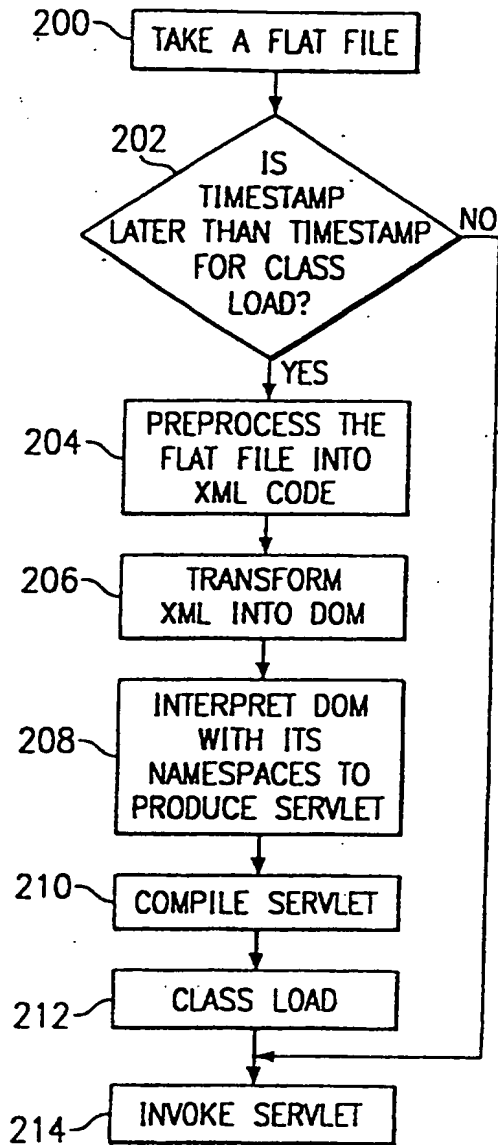 200
TAKE A FLAT FILE
202
IS
TIMESTAMP
LATER THAN TIMESTAMP
FOR CLASS
LOAD?
NO
YES
204
PREPROCESS THE
FLAT FILE INTO
XML CODE
206
TRANSFORM
XML INTO DOM
208
INTERPRET DOM
WITH ITS
NAMESPACES TO
PRODUCE SERVLET
210
COMPILE SERVLET
212
CLASS LOAD
214
INVOKE SERVLET